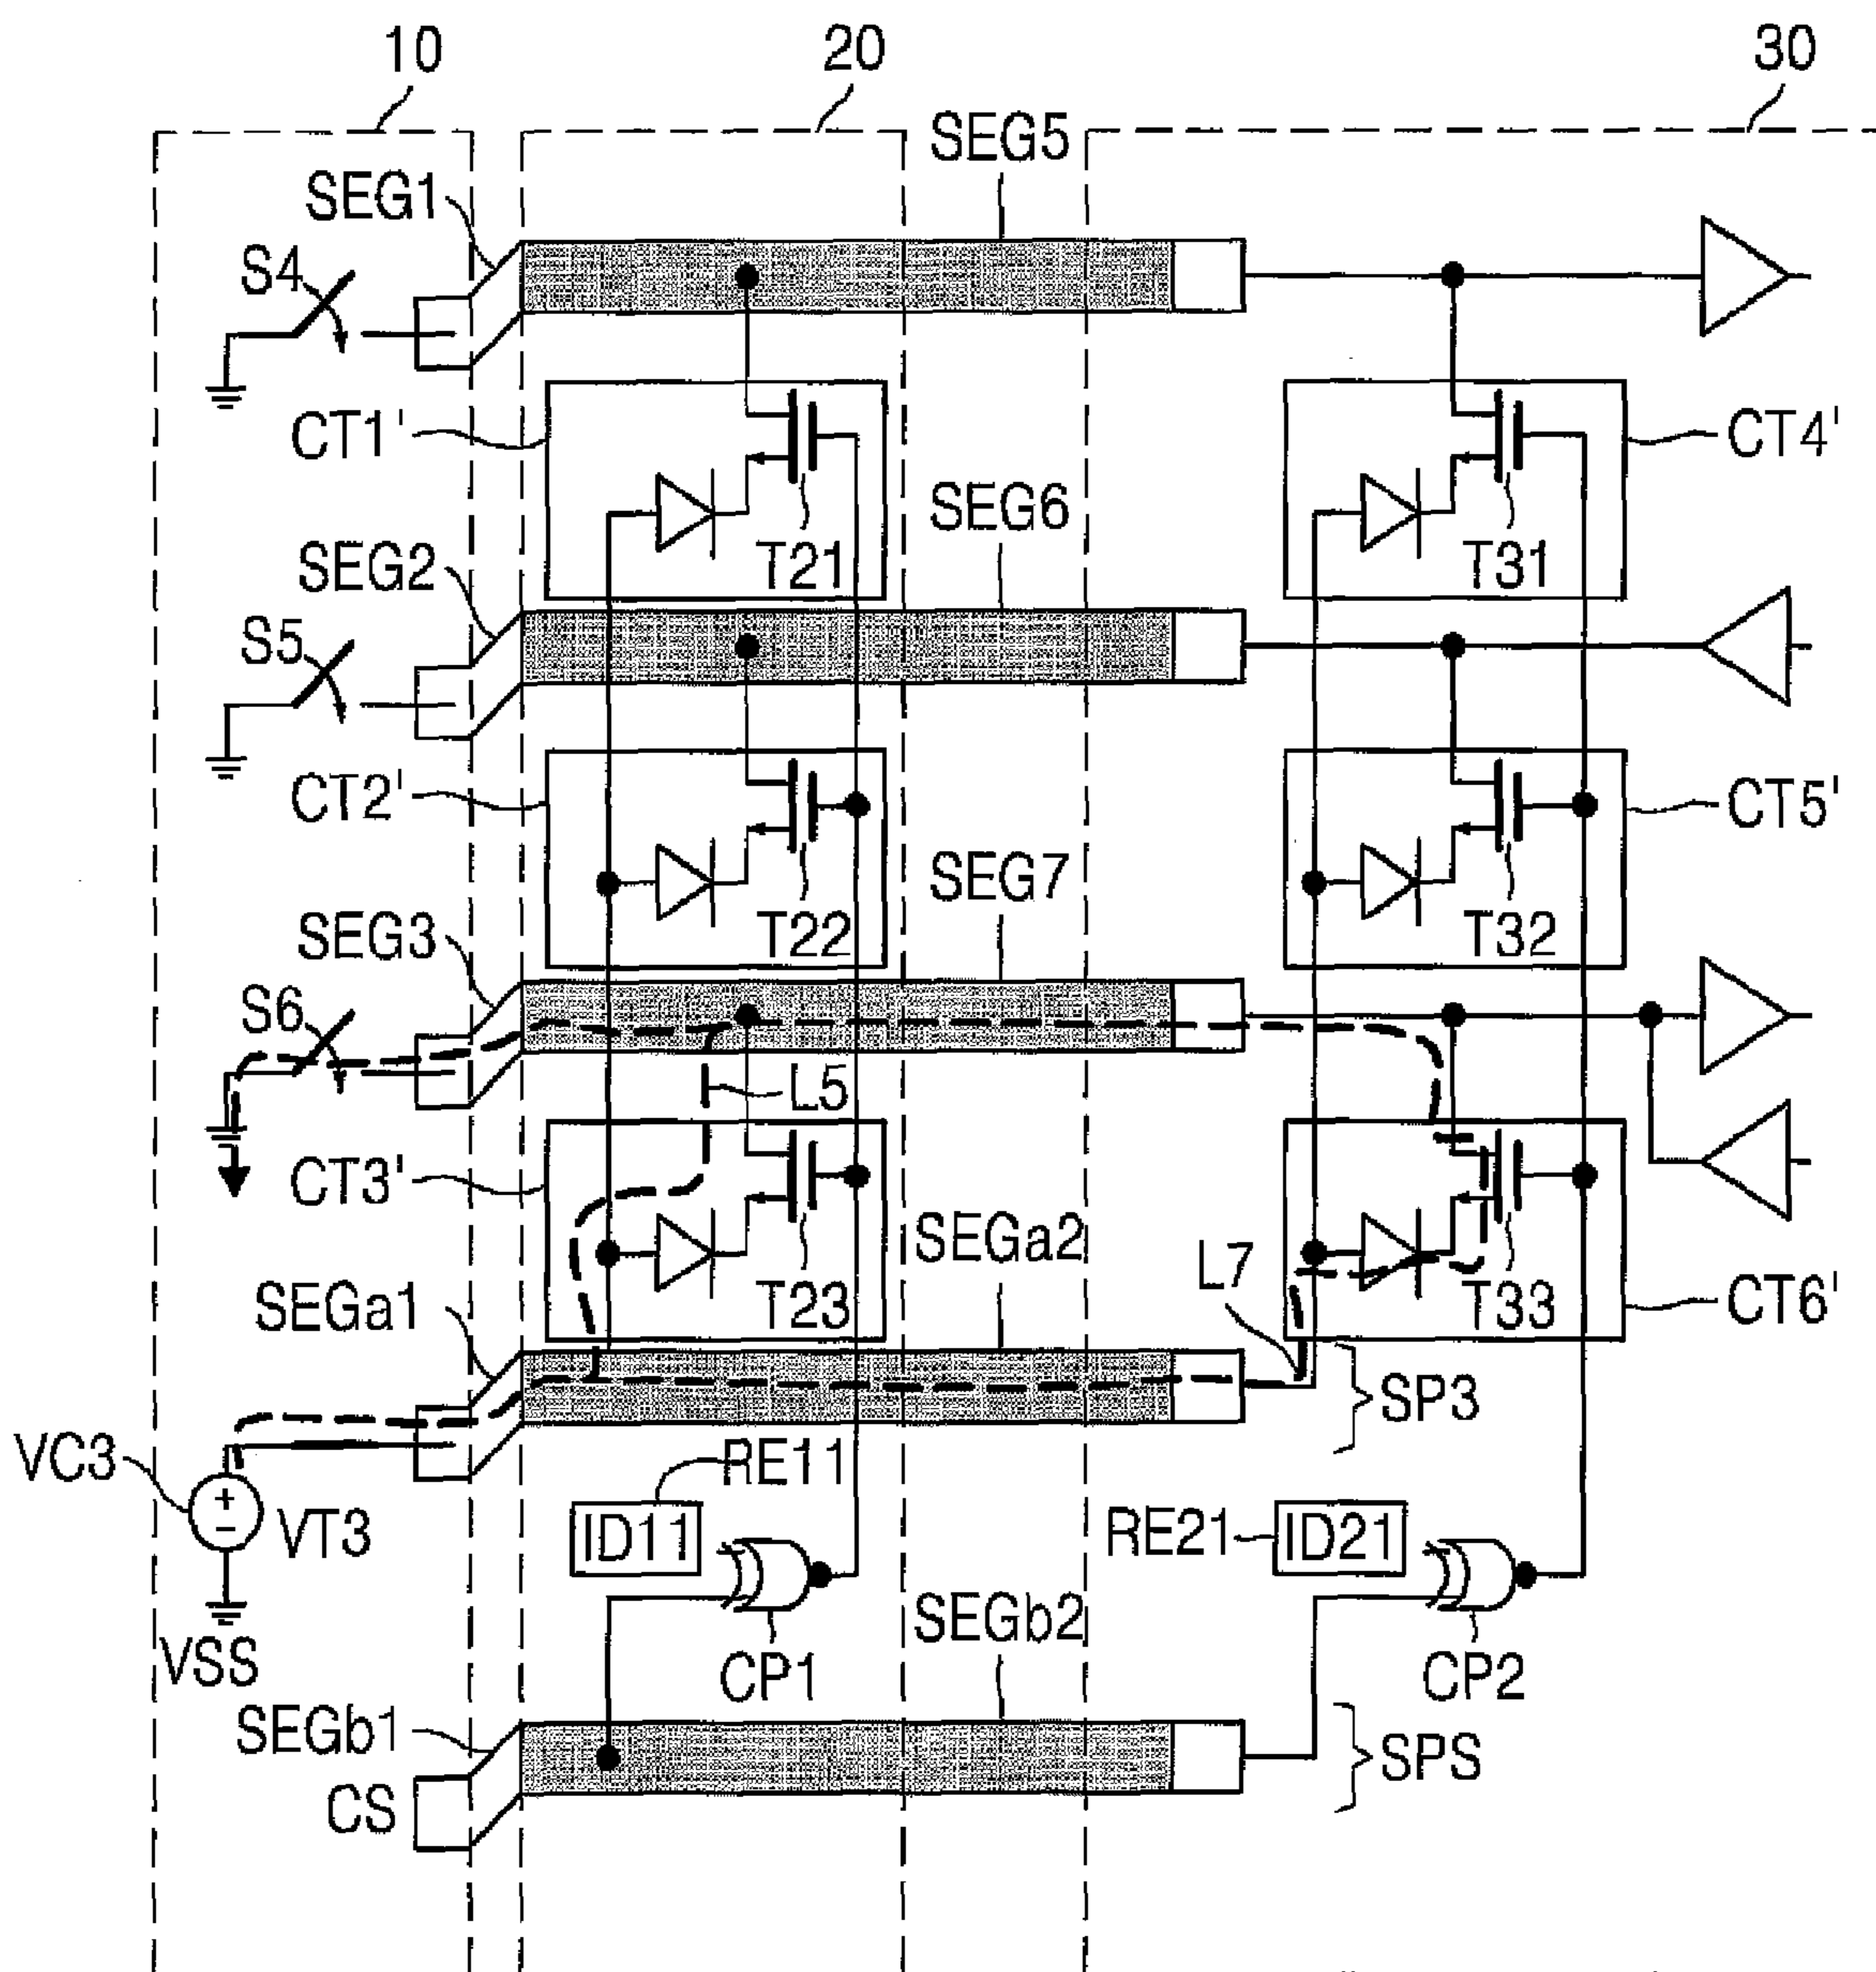 10
20
30
SEG5
SEG1
S4
CT1'
CT4'
SEG6
T21
T31
SEG2
S5
CT2'
CT5'
SEG7
T22
T32
SEG3
S6
L5
CT3'
SEGa2
L7
T23
T33
CT6'
SEGa1
SP3
VC3
+
-
VT3
RE11
ID11
RE21
ID21
VSS
SEGb2
CP1
CP2
SEGb1
SPS
CS